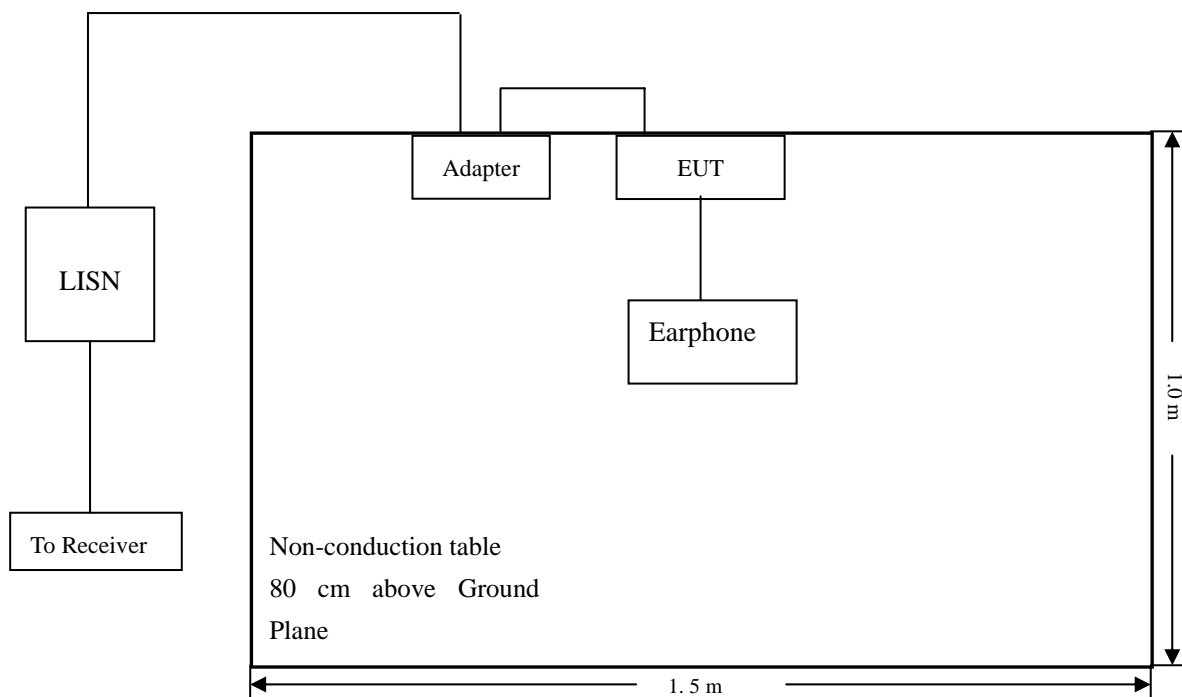 Adapter
EUT
LISN
Earphone
1.0 m
To Receiver
Non-conduction table
80 cm above Ground
Plane
1. 5 m